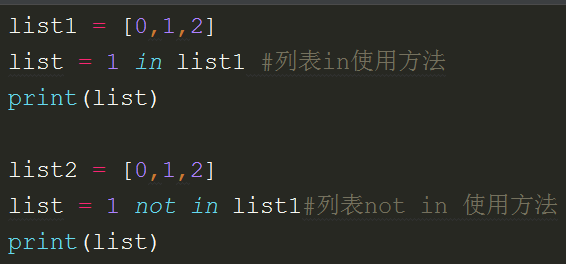 list1 = [0,1,2]
list = 1 in list1 #列表in使用方法
print(list)
list2 = [0,1,2]
list = 1 not in list1#列表not in 使用方法
print(list)